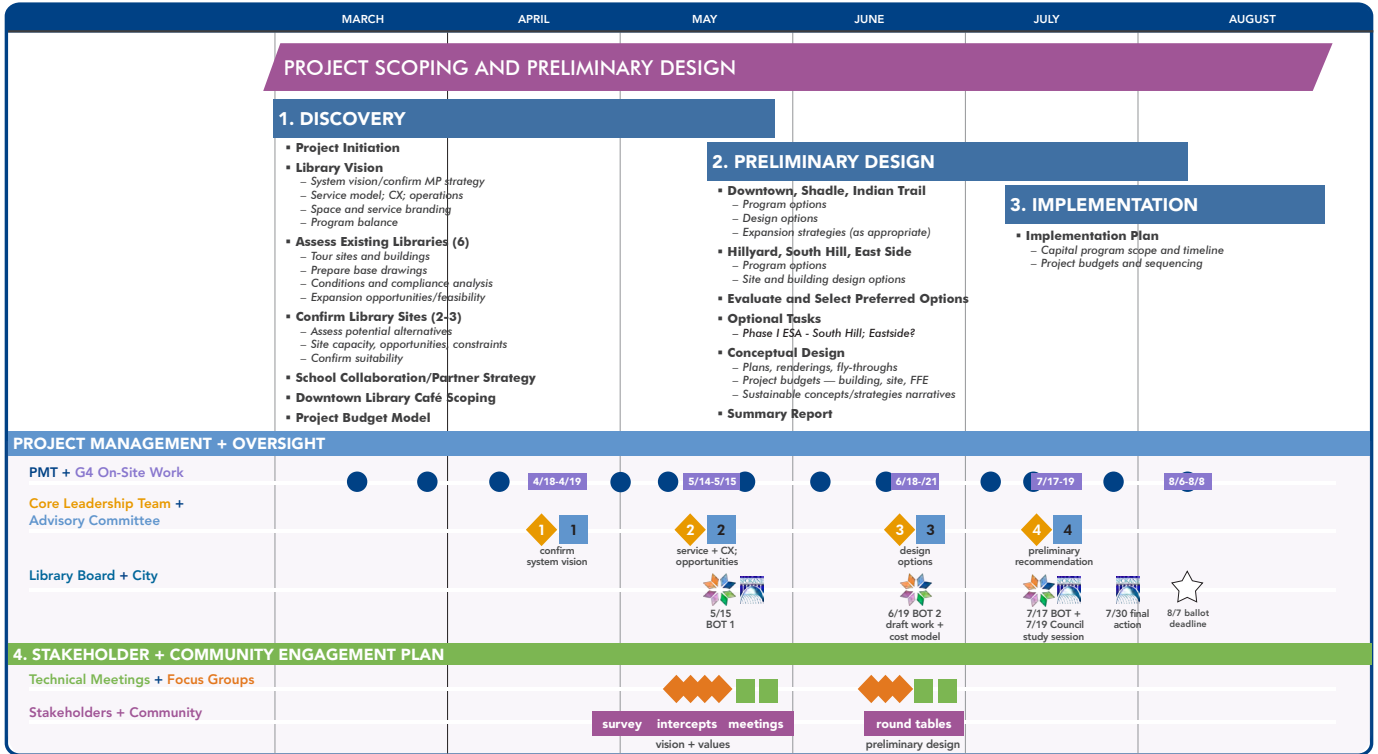 MARCH APRIL MAY JUNE JULY AUGUST
PROJECT SCOPING AND PRELIMINARY DESIGN
1. DISCOVERY
▪ Project Initiation
▪ Library Vision
– System vision/confirm MP strategy
– Service model; CX; operations
– Space and service branding
– Program balance
▪ Assess Existing Libraries (6)
– Tour sites and buildings
– Prepare base drawings
– Conditions and compliance analysis
– Expansion opportunities/feasibility
▪ Confirm Library Sites (2-3)
– Assess potential alternatives
– Site capacity, opportunities, constraints
– Confirm suitability
▪ School Collaboration/Partner Strategy
▪ Downtown Library Café Scoping
▪ Project Budget Model
2. PRELIMINARY DESIGN
▪ Downtown, Shadle, Indian Trail
– Program options
– Design options
– Expansion strategies (as appropriate)
▪ Hillyard, South Hill, East Side
– Program options
– Site and building design options
▪ Evaluate and Select Preferred Options
▪ Optional Tasks
– Phase I ESA - South Hill; Eastside?
▪ Conceptual Design
– Plans, renderings, fly-throughs
– Project budgets — building, site, FFE
– Sustainable concepts/strategies narratives
▪ Summary Report
3. IMPLEMENTATION
▪ Implementation Plan
– Capital program scope and timeline
– Project budgets and sequencing
PROJECT MANAGEMENT + OVERSIGHT
PMT + G4 On-Site Work
4/18-4/19 5/14-5/15 6/18-/21 7/17-19 8/6-8/8
Core Leadership Team +
Advisory Committee
1 1 2 2 3 3 4 4
confirm
system vision
service + CX;
opportunities
design
options
preliminary
recommendation
Library Board + City
5/15
BOT 1
6/19 BOT 2
draft work +
cost model
7/17 BOT +
7/19 Council
study session
7/30 final
action
8/7 ballot
deadline
4. STAKEHOLDER + COMMUNITY ENGAGEMENT PLAN
Technical Meetings + Focus Groups
Stakeholders + Community
survey intercepts meetings
vision + values
round tables
preliminary design